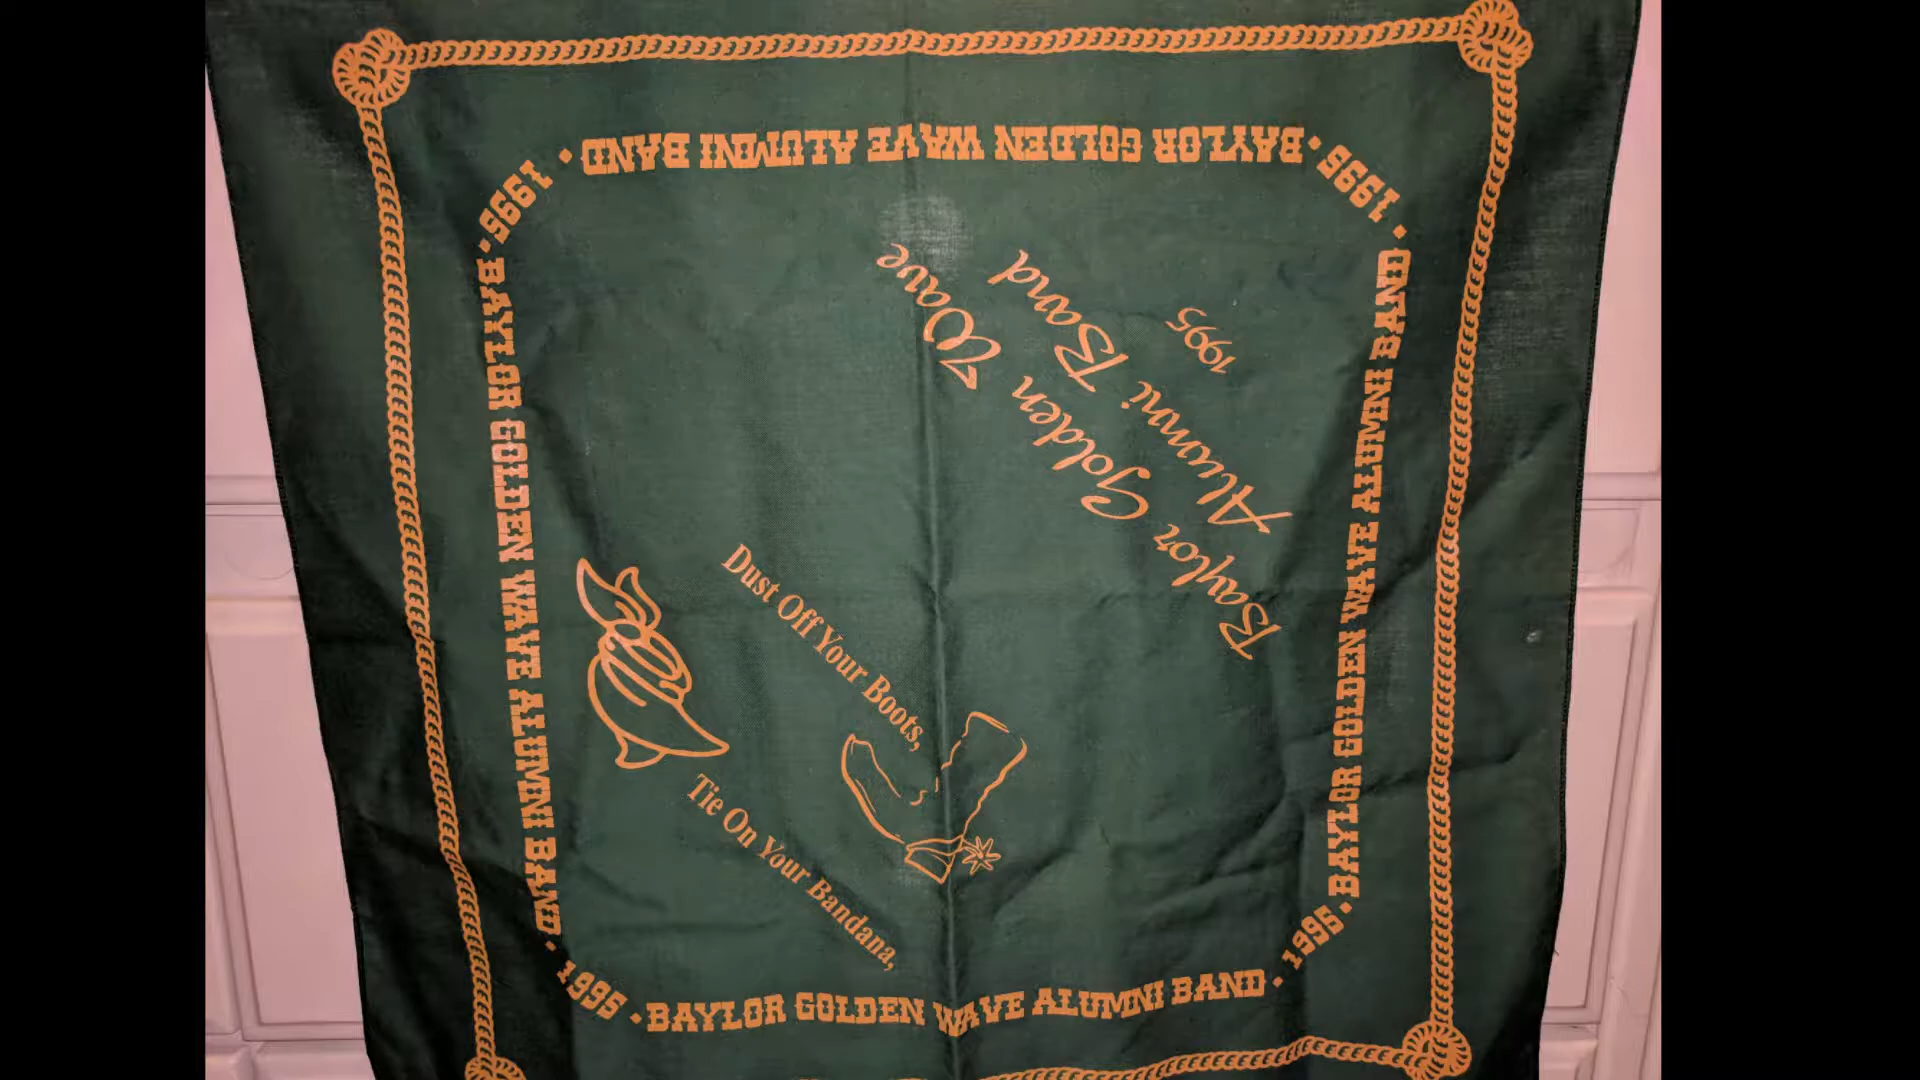 BAYLOR GOLDEN WAVE ALUMNI BAND • 1995 •
BAYLOR GOLDEN WAVE ALUMNI BAND • 1995 •
BAYLOR GOLDEN WAVE ALUMNI BAND • 1995 •
BAYLOR GOLDEN WAVE ALUMNI BAND • 1995 •
Baylor Golden Wave
Alumni Band
1995
Dust Off Your Boots,
Tie On Your Bandana,